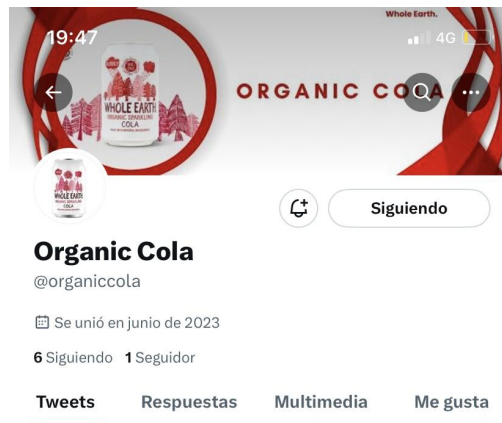 Whole Earth.
19:47
4G
ORGANIC COLA
WHOLE EARTH
ORGANIC SPARKLING
COLA
Siguiendo
WHOLE EARTH
COLA
Organic Cola
@organiccola
Se unió en junio de 2023
6 Siguiendo 1 Seguidor
Tweets Respuestas Multimedia Me gusta